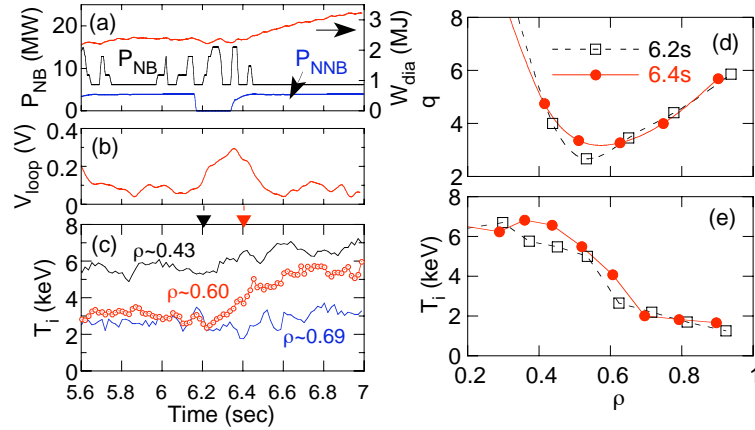 (a)
P_NB (MW)
20
10
0
P_NB
P_NNB
3
2
1
0
W_dia (MJ)
(b)
V_loop (V)
0.4
0.2
0
(c)
T_i (keV)
8
6
4
2
0
ρ~0.43
ρ~0.60
ρ~0.69
5.6 5.8 6 6.2 6.4 6.6 6.8 7
Time (sec)
(d)
q
8
6
4
2
6.2s
6.4s
(e)
T_i (keV)
8
6
4
2
0
0.2 0.4 0.6 0.8 1
ρ